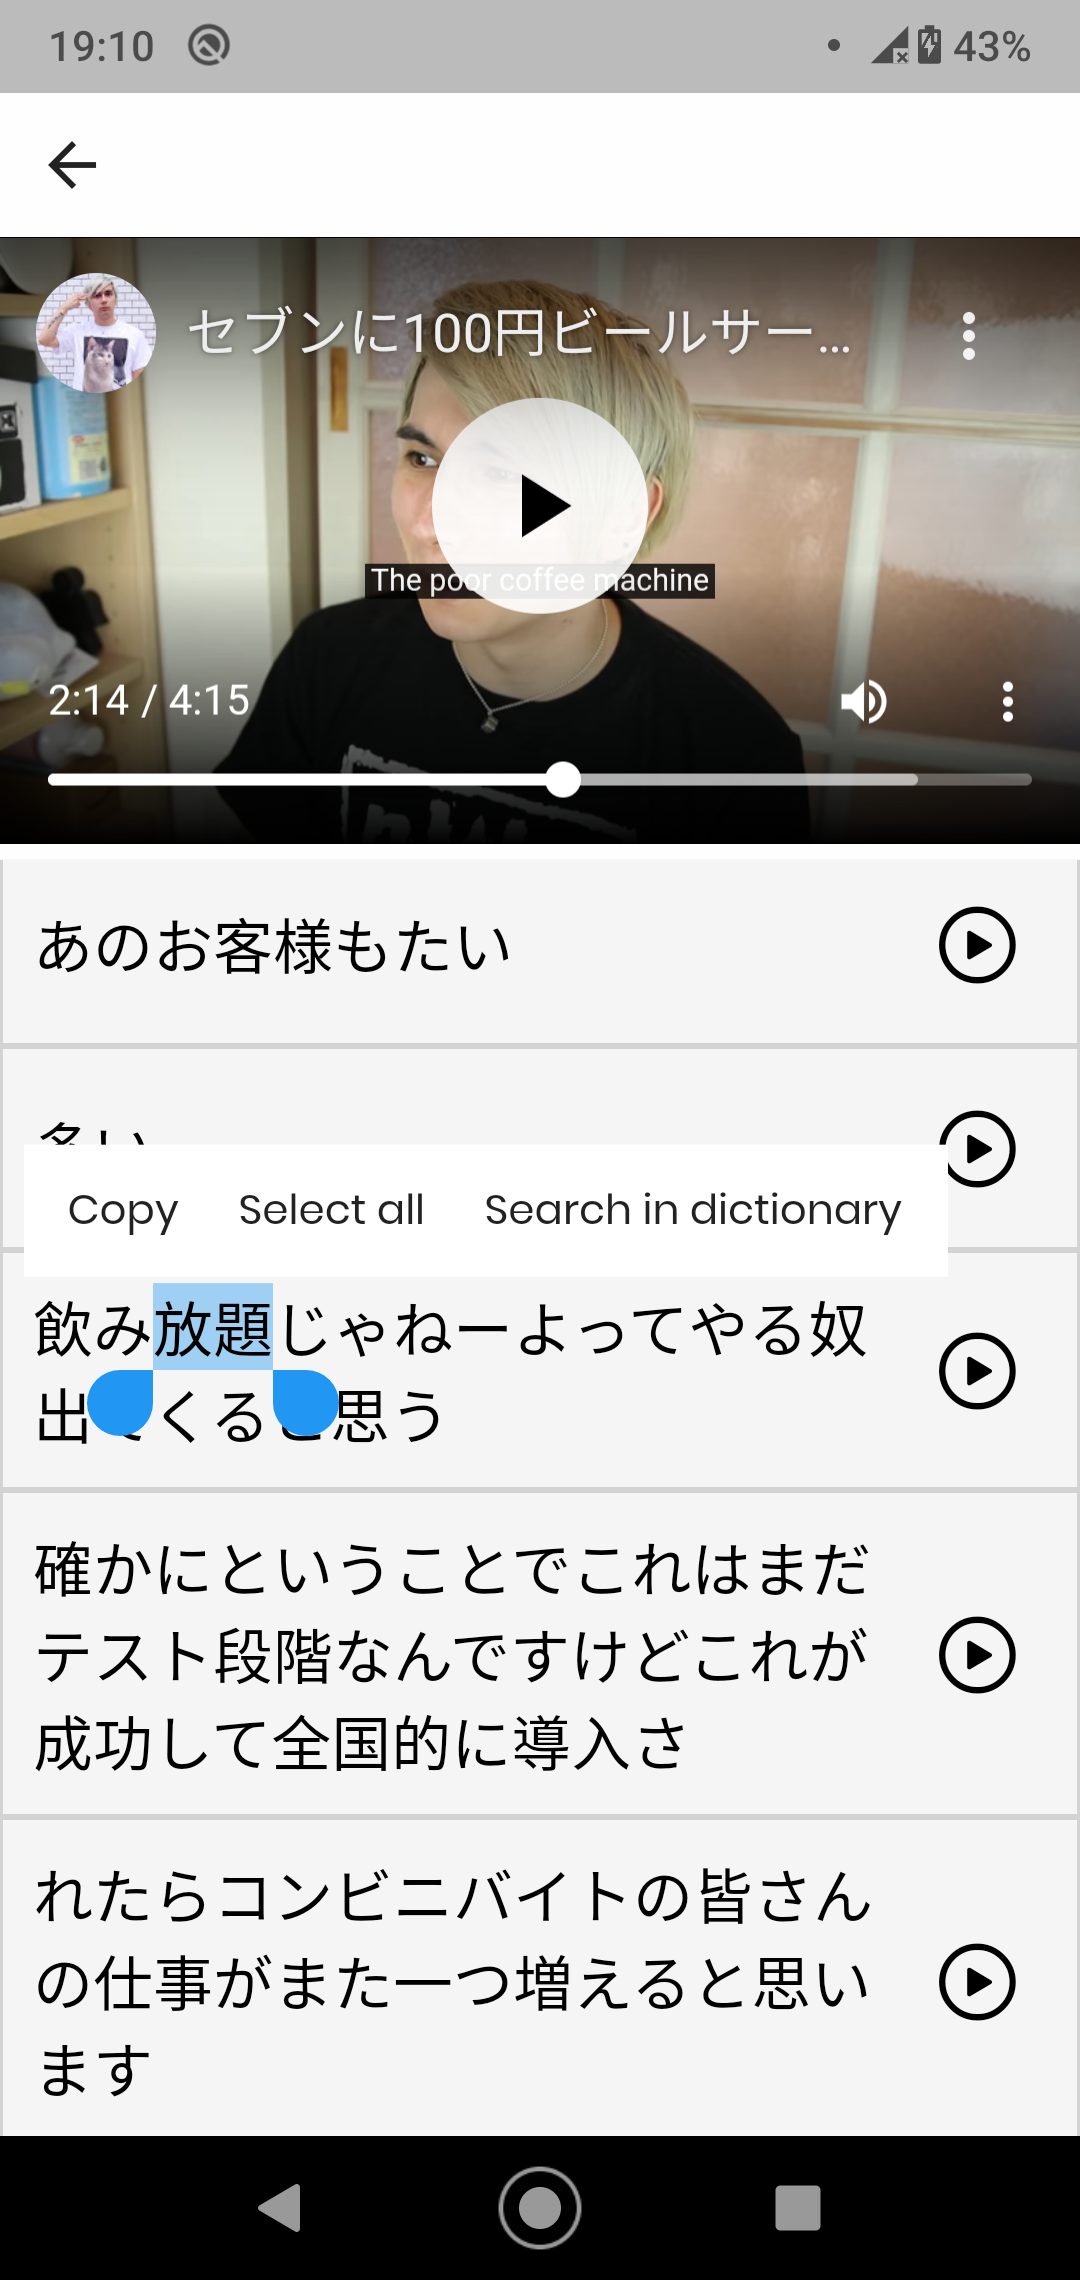 19:10
43%
セブンに100円ビールサー…
The poor coffee machine
2:14 / 4:15
あのお客様もたい
多い
Copy Select all Search in dictionary
飲み放題じゃねーよってやる奴
出てくると思う
確かにということでこれはまだ
テスト段階なんですけどこれが
成功して全国的に導入さ
れたらコンビニバイトの皆さん
の仕事がまた一つ増えると思い
ます